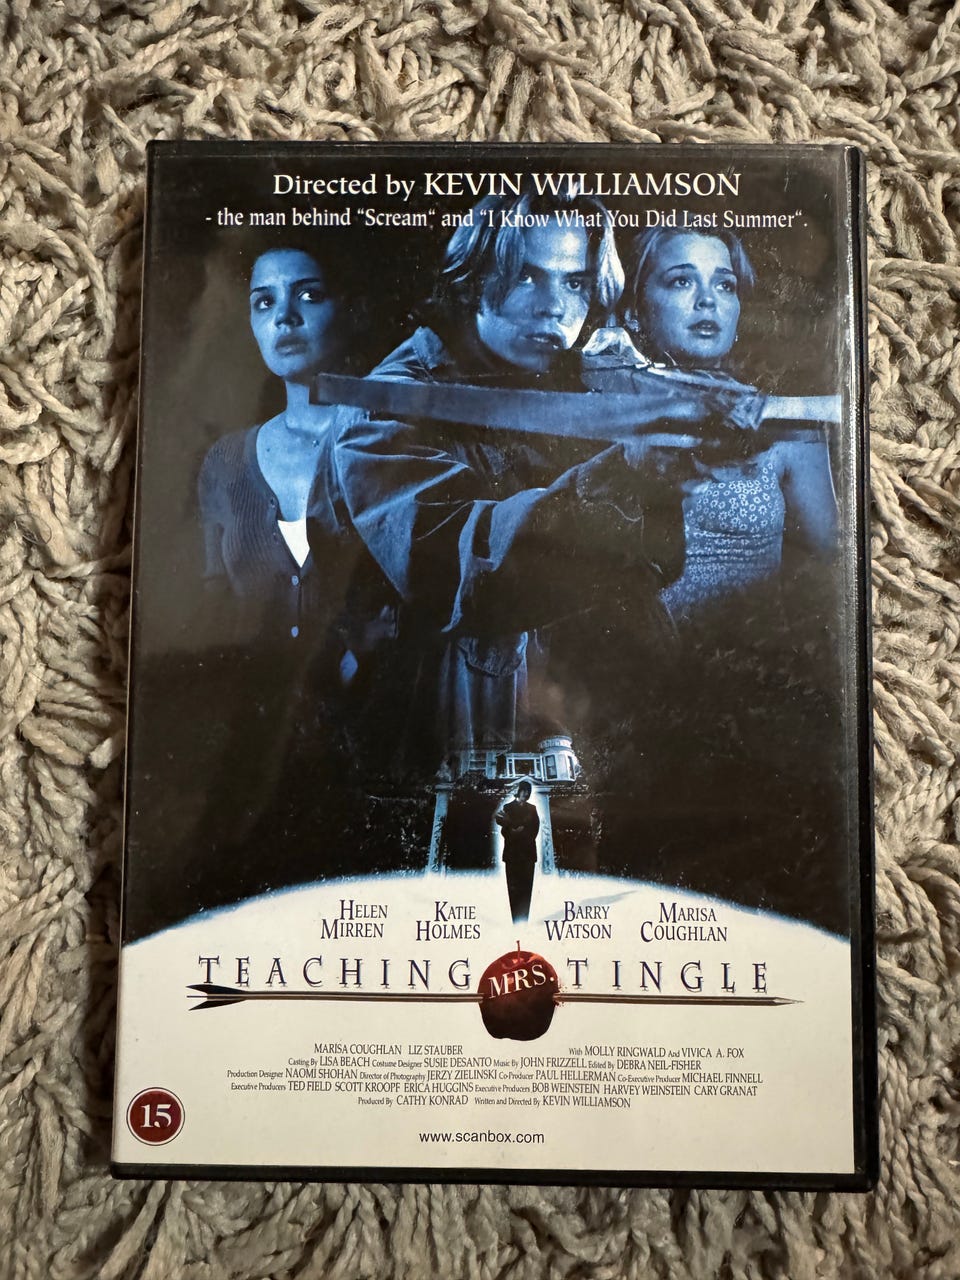 Directed by KEVIN WILLIAMSON
- the man behind “Scream“ and “I Know What You Did Last Summer“.
HELEN MIRREN KATIE HOLMES BARRY WATSON MARISA COUGHLAN
TEACHING MRS. TINGLE
MARISA COUGHLAN LIZ STAUBER With MOLLY RINGWALD And VIVICA A. FOX
Casting By LISA BEACH Costume Designer SUSIE DESANTO Music By JOHN FRIZZELL Edited By DEBRA NEIL-FISHER
Production Designer NAOMI SHOHAN Director of Photography JERZY ZIELINSKI Co-Producer PAUL HELLERMAN Co-Executive Producer MICHAEL FINNELL
Executive Producers TED FIELD SCOTT KROOPF ERICA HUGGINS Executive Producers BOB WEINSTEIN HARVEY WEINSTEIN CARY GRANAT
Produced By CATHY KONRAD Written and Directed By KEVIN WILLIAMSON
15
www.scanbox.com